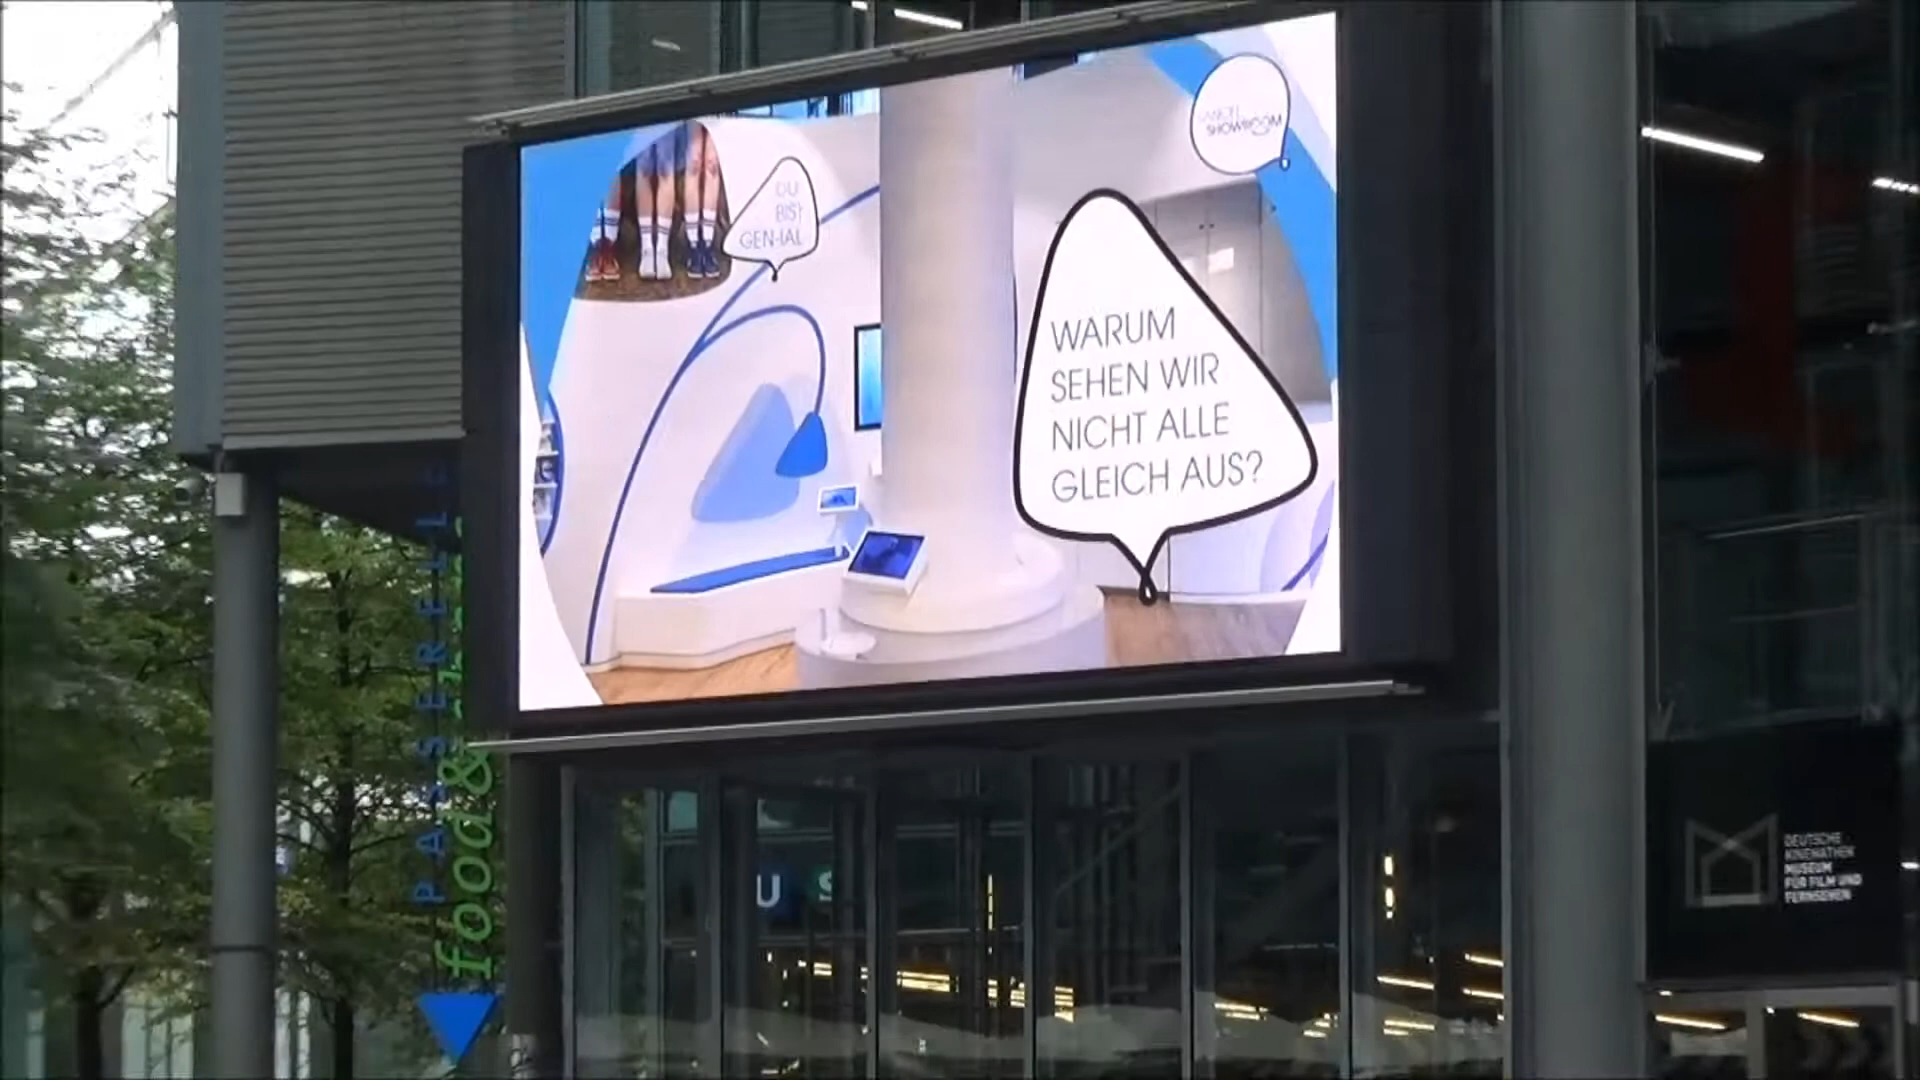 DU
BIST
GEN-IAL
SHOWROOM
WARUM
SEHEN WIR
NICHT ALLE
GLEICH AUS?
PASSERELLE
food &
U S
DEUTSCHE
KINEMATHEK
MUSEUM
FÜR FILM UND
FERNSEHEN